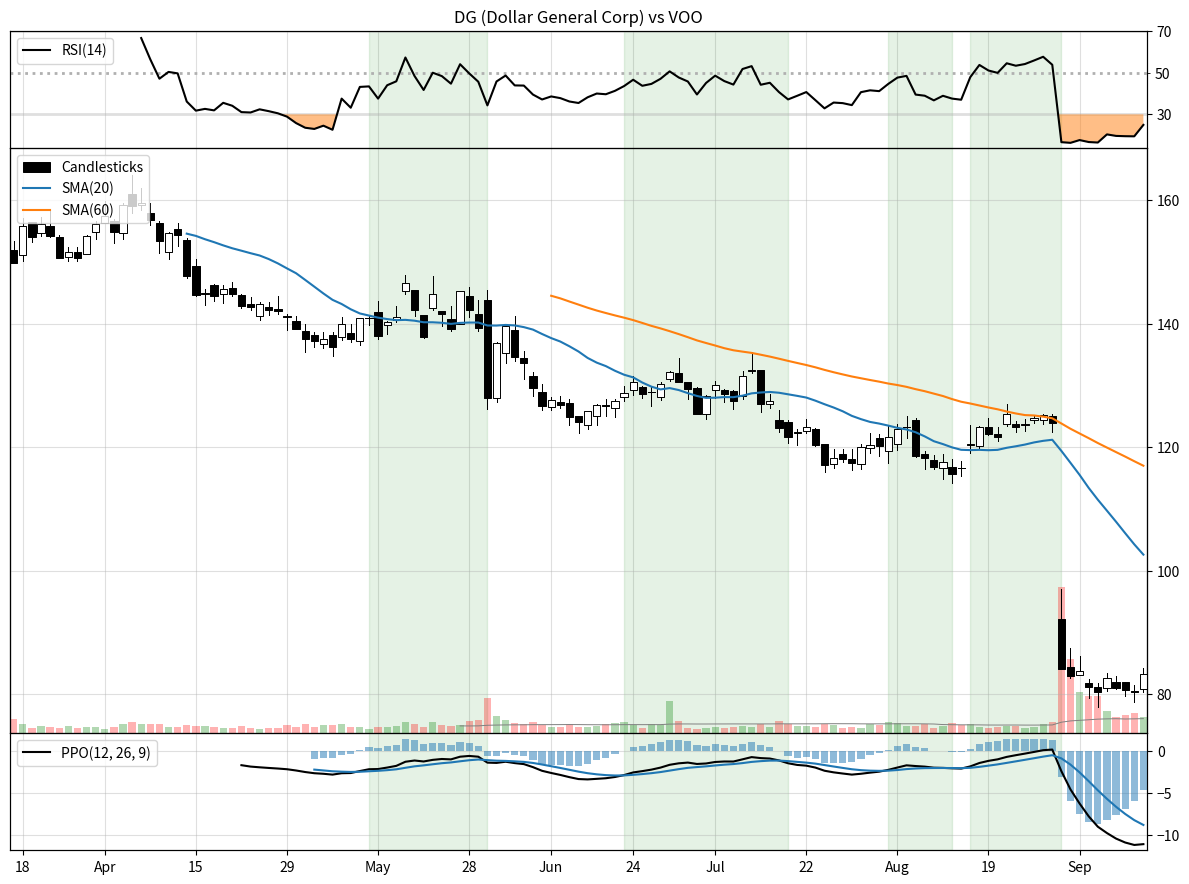 DG (Dollar General Corp) vs VOO
RSI(14)
70
50
30
Candlesticks
SMA(20)
SMA(60)
160
140
120
100
80
PPO(12, 26, 9)
0
−5
−10
18 Apr 15 29 May 28 Jun 24 Jul 22 Aug 19 Sep